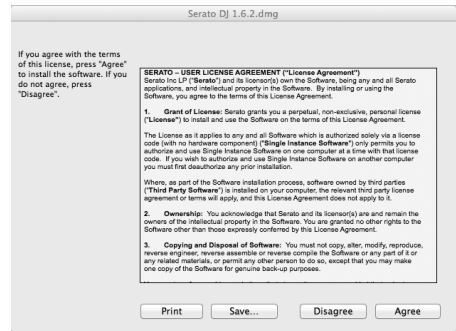 Serato DJ 1.6.2.dmg
If you agree with the terms
of this license, press "Agree"
to install the software. If you
do not agree, press
"Disagree".
SERATO – USER LICENSE AGREEMENT ("License Agreement")
Serato Inc LP ("Serato") and its licensor(s) own the Software, being any and all Serato
applications, and intellectual property in the Software. By installing or using the
Software, you agree to the terms of this License Agreement.
1. Grant of License: Serato grants you a perpetual, non-exclusive, personal license
("License") to install and use the Software on the terms of this License Agreement.
The License as it applies to any and all Software which is authorized solely via a license
code (with no hardware component) ("Single Instance Software") only permits you to
authorize and use Single Instance Software on one computer at a time with that license
code. If you wish to authorize and use Single Instance Software on another computer
you must first deauthorize any prior installation.
Where, as part of the Software installation process, software owned by third parties
("Third Party Software") is installed on your computer, the relevant third party license
agreement or terms will apply, and this License Agreement does not apply to it.
2. Ownership: You acknowledge that Serato and its licensor(s) are and remain the
owners of the intellectual property in the Software. You are granted no other rights to the
Software other than those expressly conferred by this License Agreement.
3. Copying and Disposal of Software: You must not copy, alter, modify, reproduce,
reverse engineer, reverse assemble or reverse compile the Software or any part of it or
any related materials, or permit any other person to do so, except that you may make
one copy of the Software for genuine back-up purposes.
Print Save... Disagree Agree